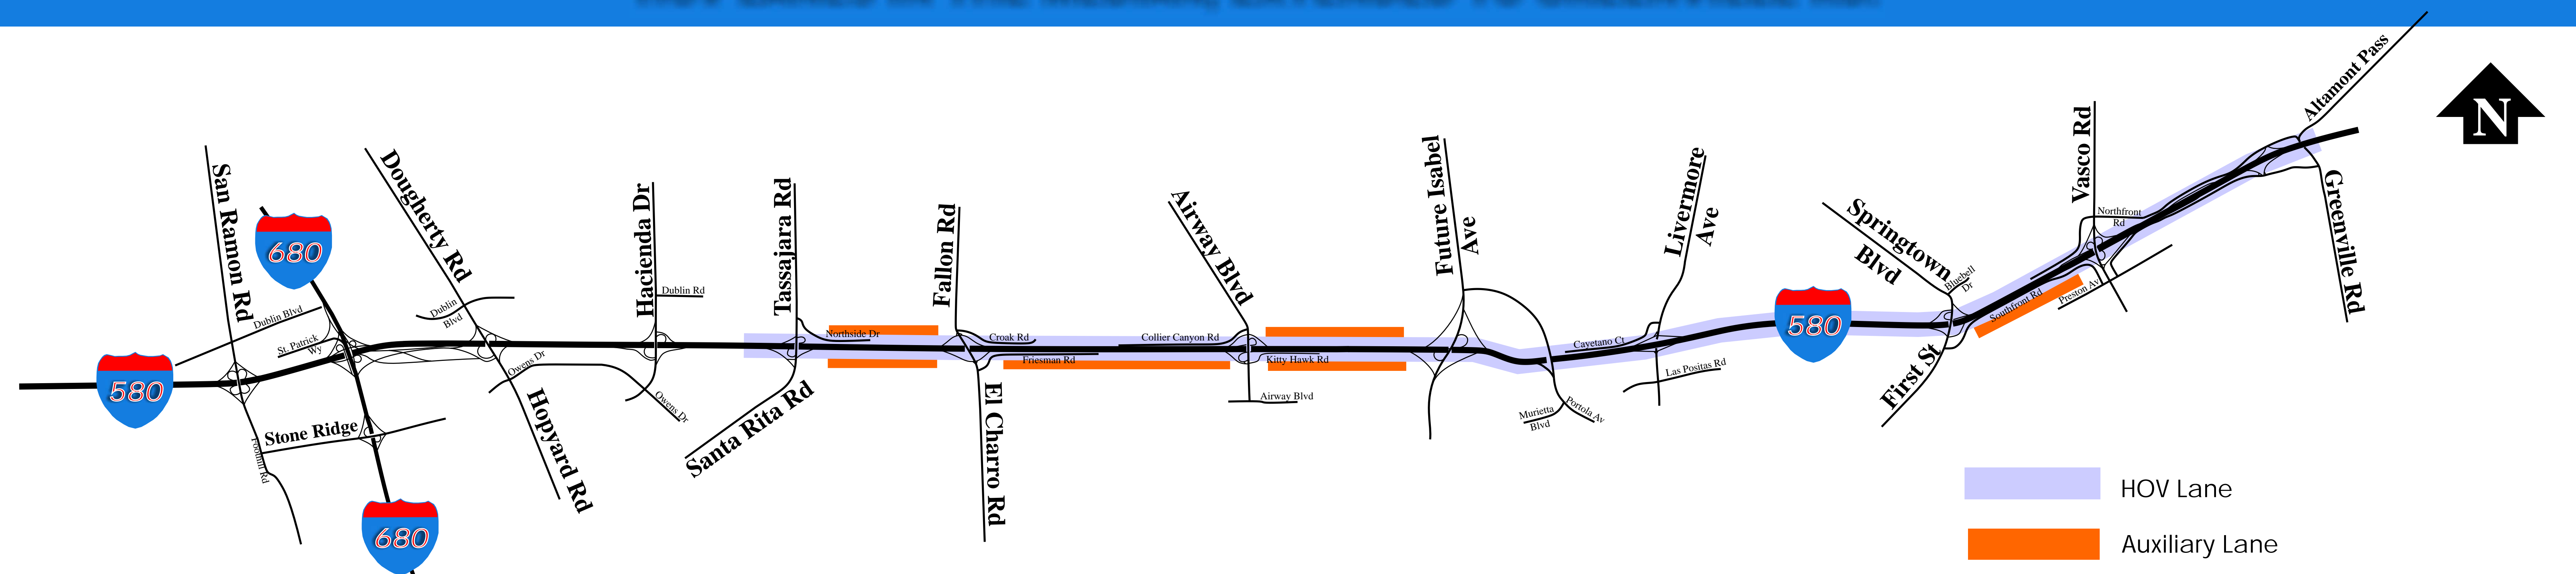 Altamont Pass
N
San Ramon Rd
680
Dougherty Rd
Hacienda Dr
Tassajara Rd
Fallon Rd
Airway Blvd
Future Isabel
Ave
Livermore
Ave
Springtown
Blvd
Vasco Rd
Northfront
Rd
Greenville Rd
Dublin Blvd
St. Patrick
Wy
Dublin
Blvd
Dublin Rd
Northside Dr
Croak Rd
Friesman Rd
Collier Canyon Rd
Kitty Hawk Rd
Airway Blvd
Cayetano Ct
Las Positas Rd
580
Bluebell
Dr
Southfront Rd
Preston Av
580
Owens Dr
Owens Dr
Santa Rita Rd
El Charro Rd
Murietta
Blvd
Portola Av
First St
Stone Ridge
Foothill Rd
Hopyard Rd
680
HOV Lane
Auxiliary Lane